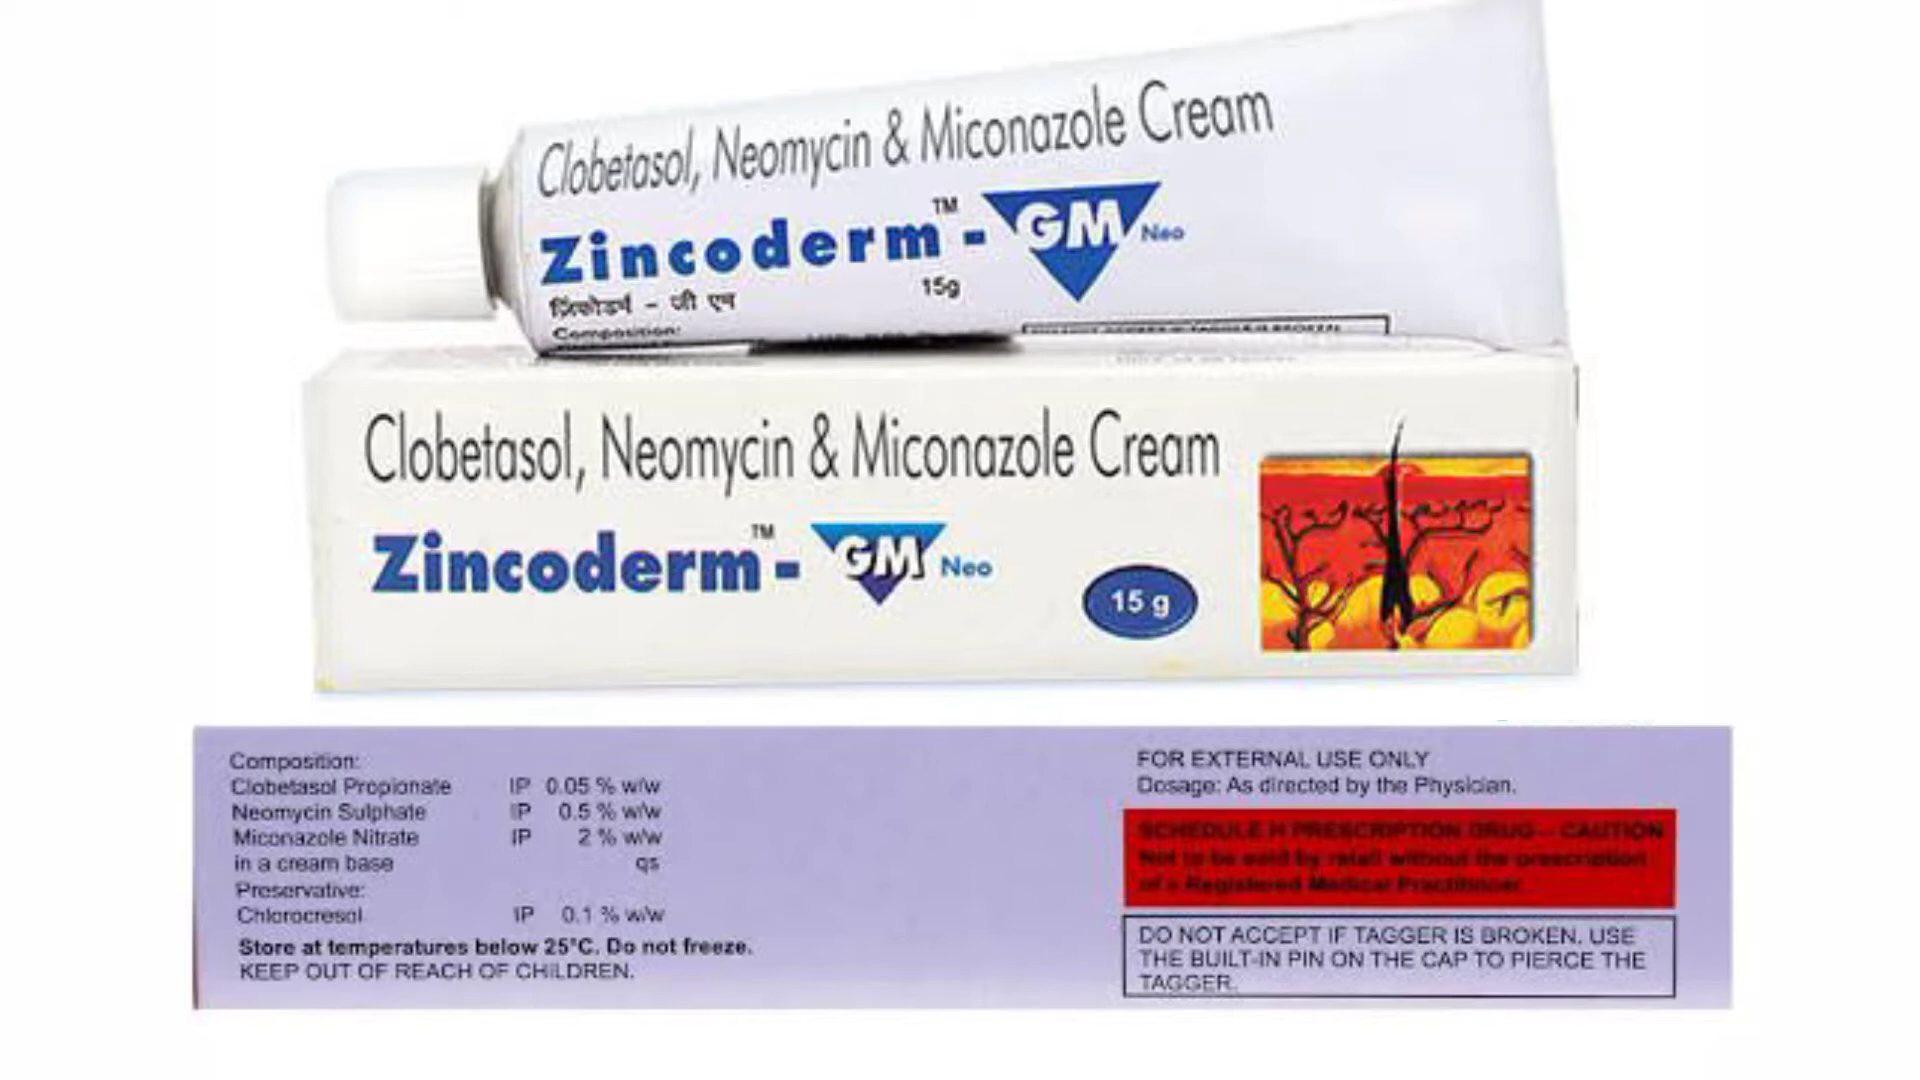 Clobetasol, Neomycin & Miconazole Cream
Zincoderm™-GM Neo
15g
Composition:
Clobetasol, Neomycin & Miconazole Cream
Zincoderm™-GM Neo
15 g
Composition:
Clobetasol Propionate IP 0.05 % w/w
Neomycin Sulphate IP 0.5 % w/w
Miconazole Nitrate IP 2 % w/w
in a cream base qs
Preservative:
Chlorocresol IP 0.1 % w/w
Store at temperatures below 25°C. Do not freeze.
KEEP OUT OF REACH OF CHILDREN.
FOR EXTERNAL USE ONLY
Dosage: As directed by the Physician.
SCHEDULE H PRESCRIPTION DRUG - CAUTION
Not to be sold by retail without the prescription
of a Registered Medical Practitioner.
DO NOT ACCEPT IF TAGGER IS BROKEN. USE
THE BUILT-IN PIN ON THE CAP TO PIERCE THE
TAGGER.